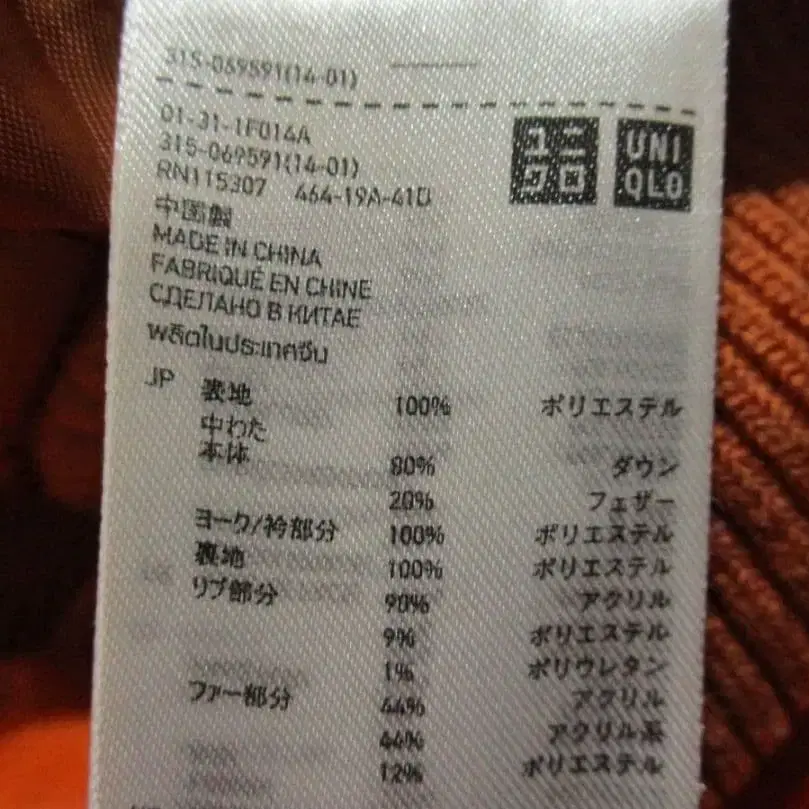 315-069591(14-01)
01-31-1F014A
315-069591(14-01)
RN115307 464-19A-41D
ユニクロ
UNIQLO
中国製
MADE IN CHINA
FABRIQUÉ EN CHINE
СДЕЛАНО В КИТАЕ
ผลิตในประเทศจีน
JP 表地 100% ポリエステル
中わた
本体 80% ダウン
20% フェザー
ヨーク/衿部分 100% ポリエステル
裏地 100% ポリエステル
リブ部分 90% アクリル
9% ポリエステル
1% ポリウレタン
ファー部分 44% アクリル
44% アクリル系
12% ポリエステル